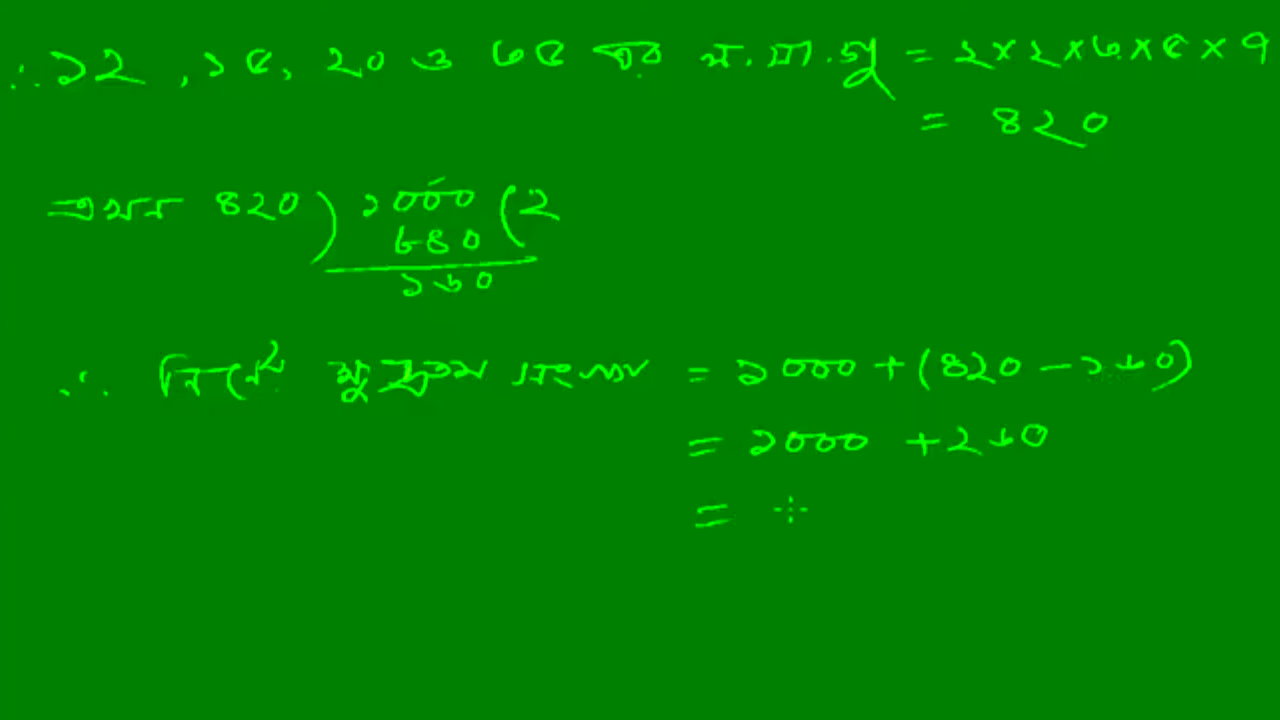 ∴ ১২ , ১৫, ২০ ও ৩৫ এর ল. সা. গু = ২ × ২ × ৩ × ৫ × ৭
= ৪২০
এখন ৪২০ ) ১০০০ ( ২
৮৪০
১৬০
∴ নির্ণেয় ক্ষুদ্রতম সংখ্যা = ১০০০ + (৪২০ - ১৬০)
= ১০০০ + ২৬০
=